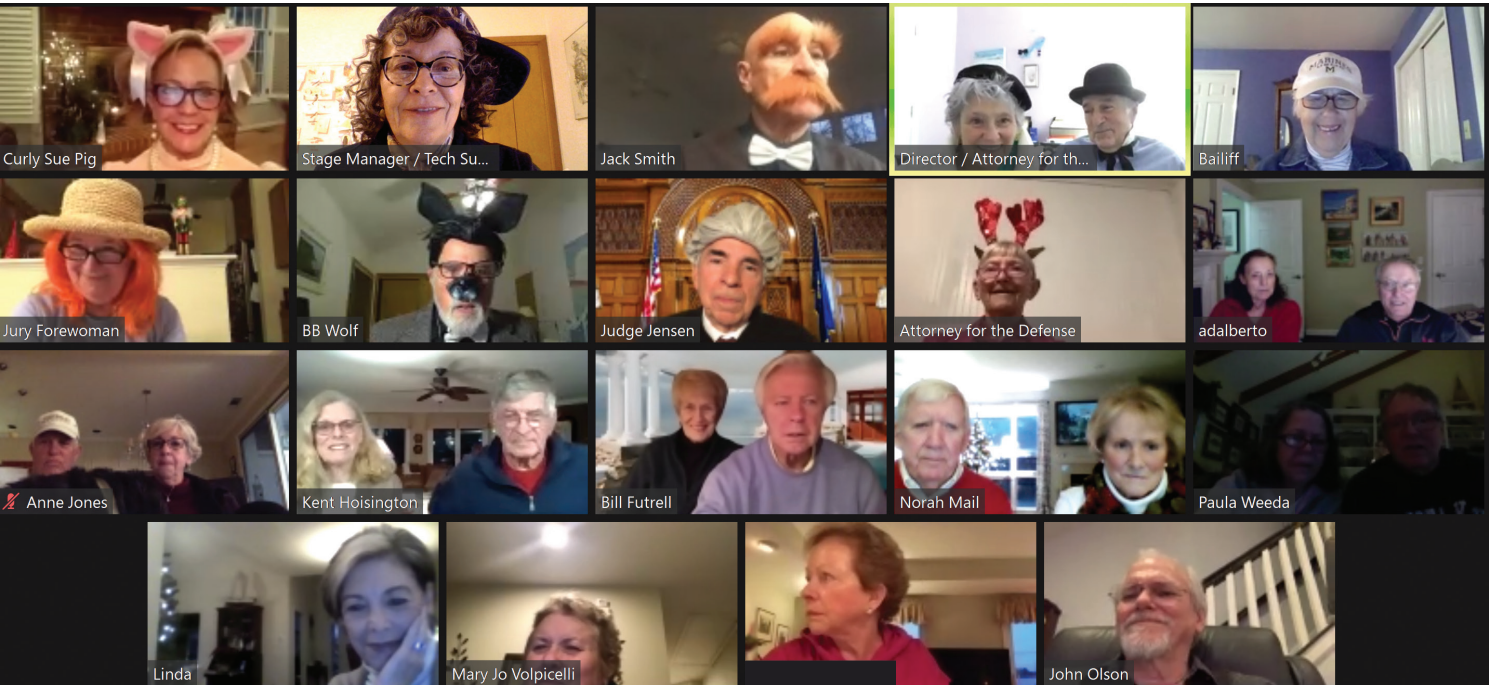 Curly Sue Pig
Stage Manager / Tech Su...
Jack Smith
Director / Attorney for th...
Bailiff
MARINES
M
Jury Forewoman
BB Wolf
Judge Jensen
Attorney for the Defense
adalberto
Anne Jones
Kent Hoisington
Bill Futrell
Norah Mail
Paula Weeda
Linda
Mary Jo Volpicelli
John Olson